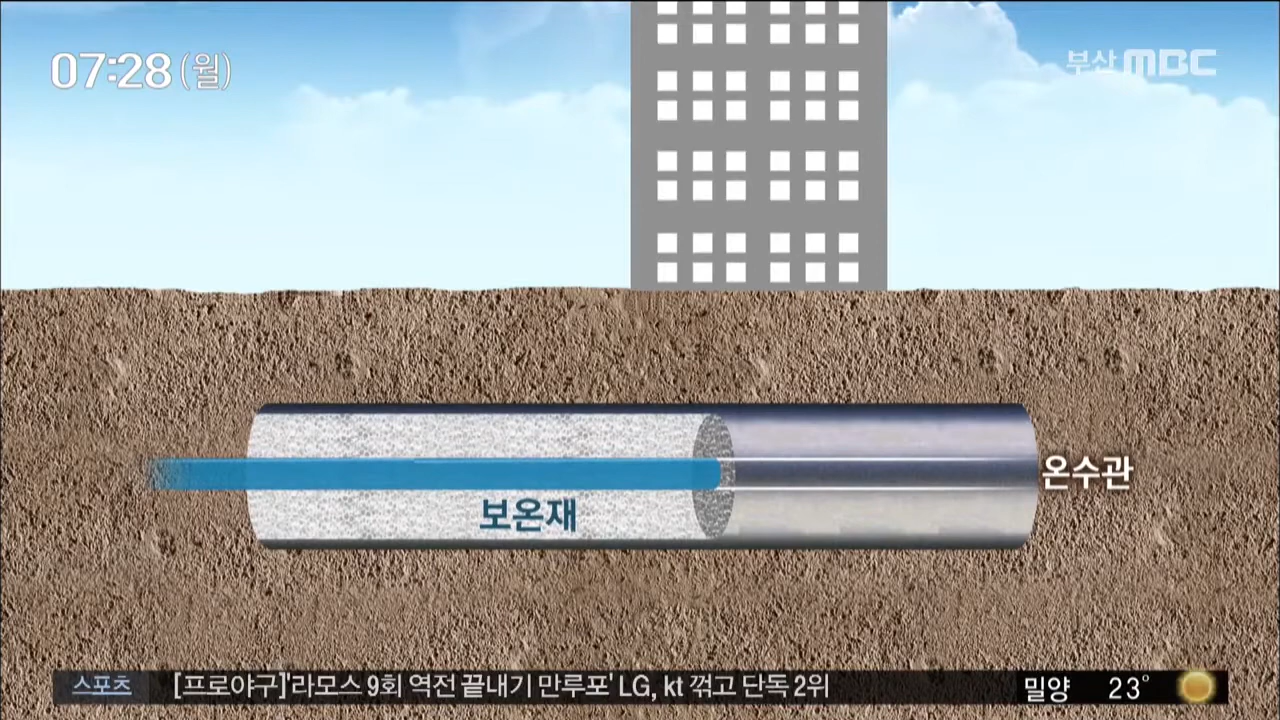 07:28 (월)
부산 MBC
온수관
보온재
스포츠 [프로야구]'라모스 9회 역전 끝내기 만루포' LG, kt 꺾고 단독 2위 밀양 23°